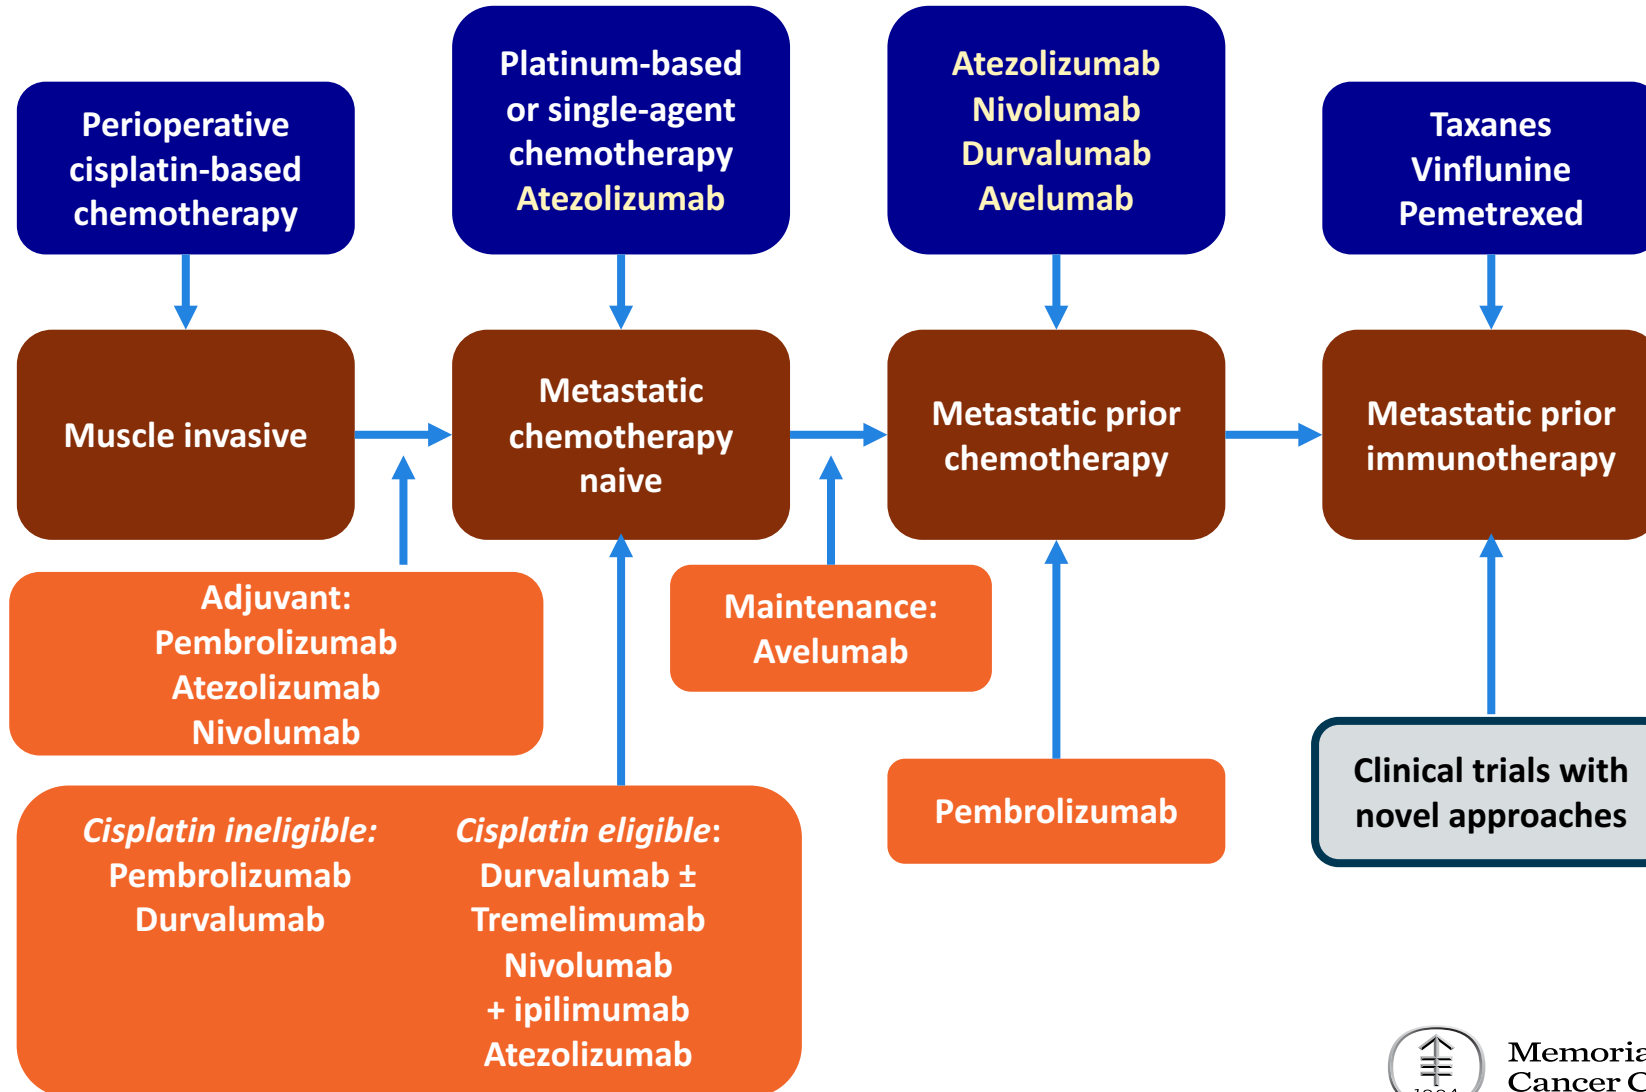 Perioperative
cisplatin-based
chemotherapy
Platinum-based
or single-agent
chemotherapy
Atezolizumab
Atezolizumab
Nivolumab
Durvalumab
Avelumab
Taxanes
Vinflunine
Pemetrexed
Muscle invasive
Metastatic
chemotherapy
naive
Metastatic prior
chemotherapy
Metastatic prior
immunotherapy
Adjuvant:
Pembrolizumab
Atezolizumab
Nivolumab
Maintenance:
Avelumab
Cisplatin ineligible:
Pembrolizumab
Durvalumab
Cisplatin eligible:
Durvalumab ±
Tremelimumab
Nivolumab
+ ipilimumab
Atezolizumab
Pembrolizumab
Clinical trials with
novel approaches
Memoria
Cancer C